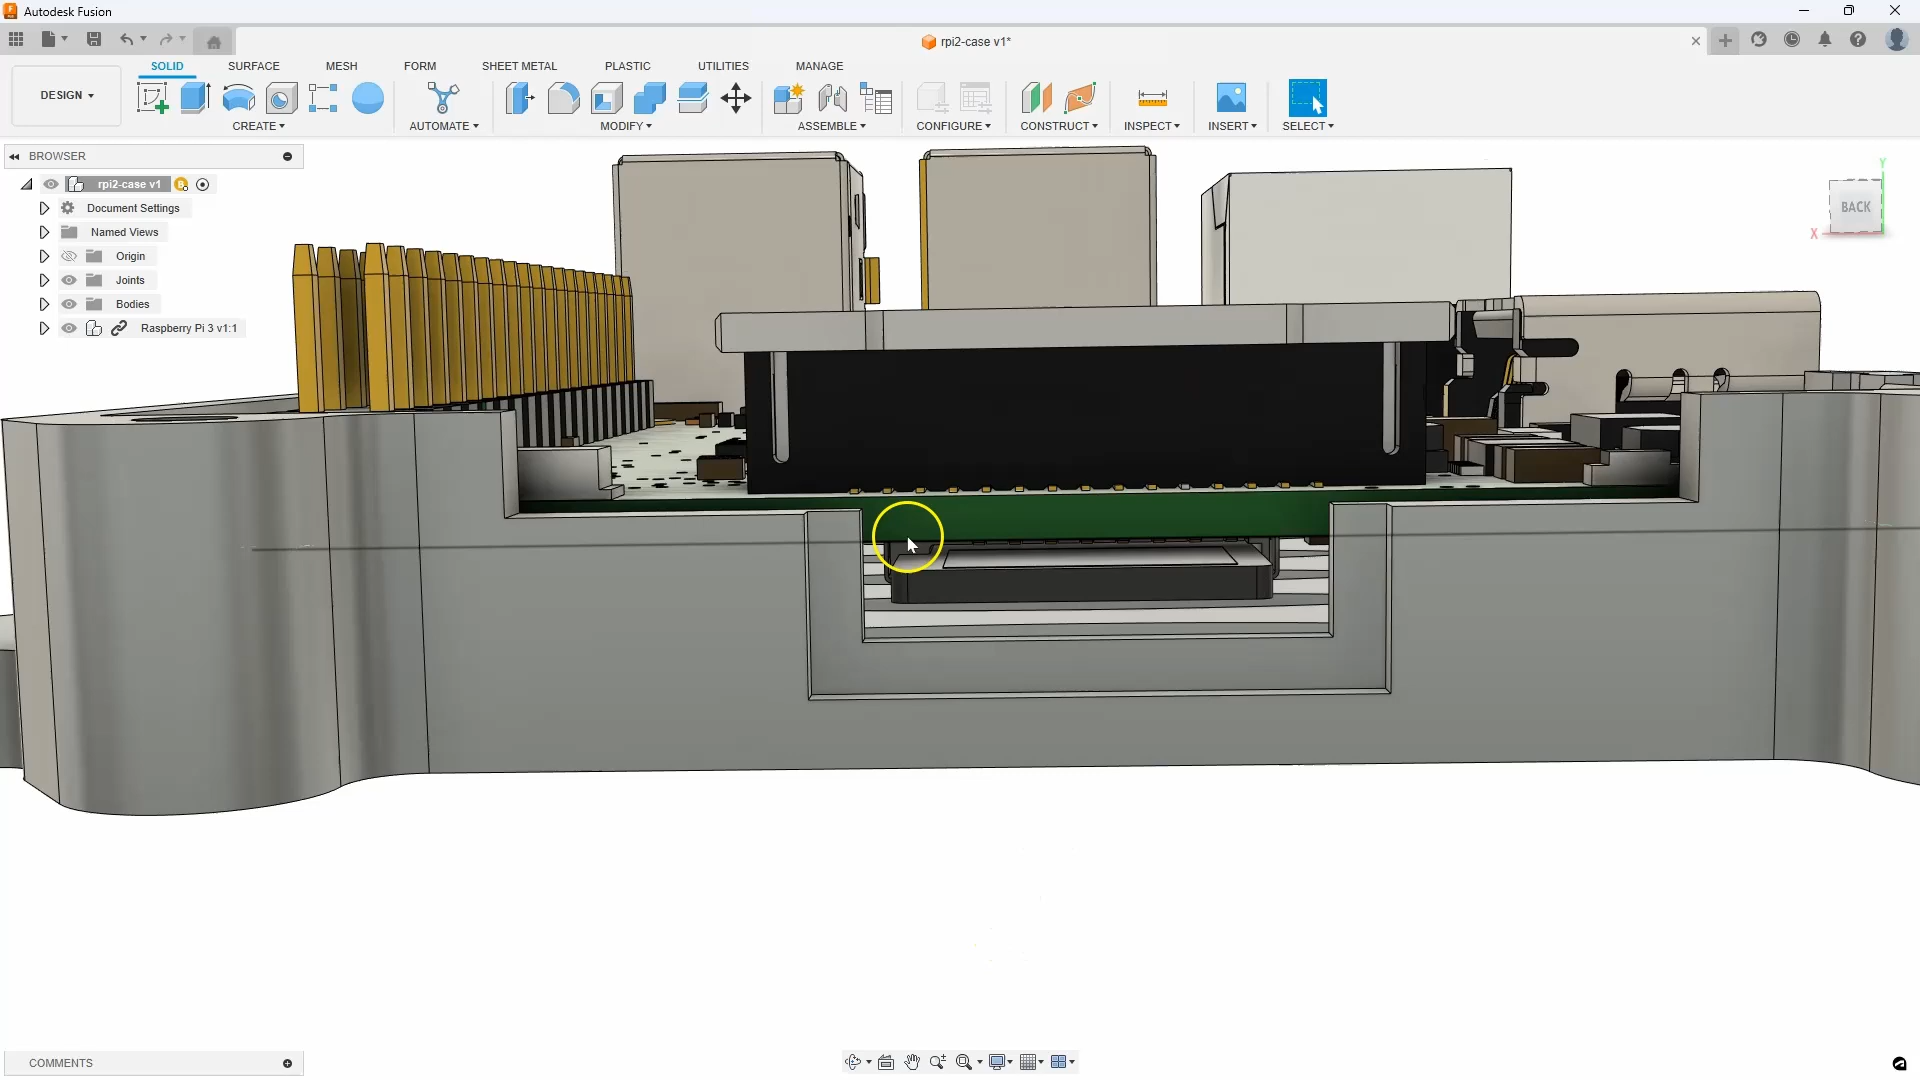 Autodesk Fusion
rpi2-case v1*
DESIGN
SOLID
SURFACE
MESH
FORM
SHEET METAL
PLASTIC
UTILITIES
MANAGE
CREATE
AUTOMATE
MODIFY
ASSEMBLE
CONFIGURE
CONSTRUCT
INSPECT
INSERT
SELECT
BROWSER
rpi2-case v1
Document Settings
Named Views
Origin
Joints
Bodies
Raspberry Pi 3 v1:1
Y
BACK
X
COMMENTS